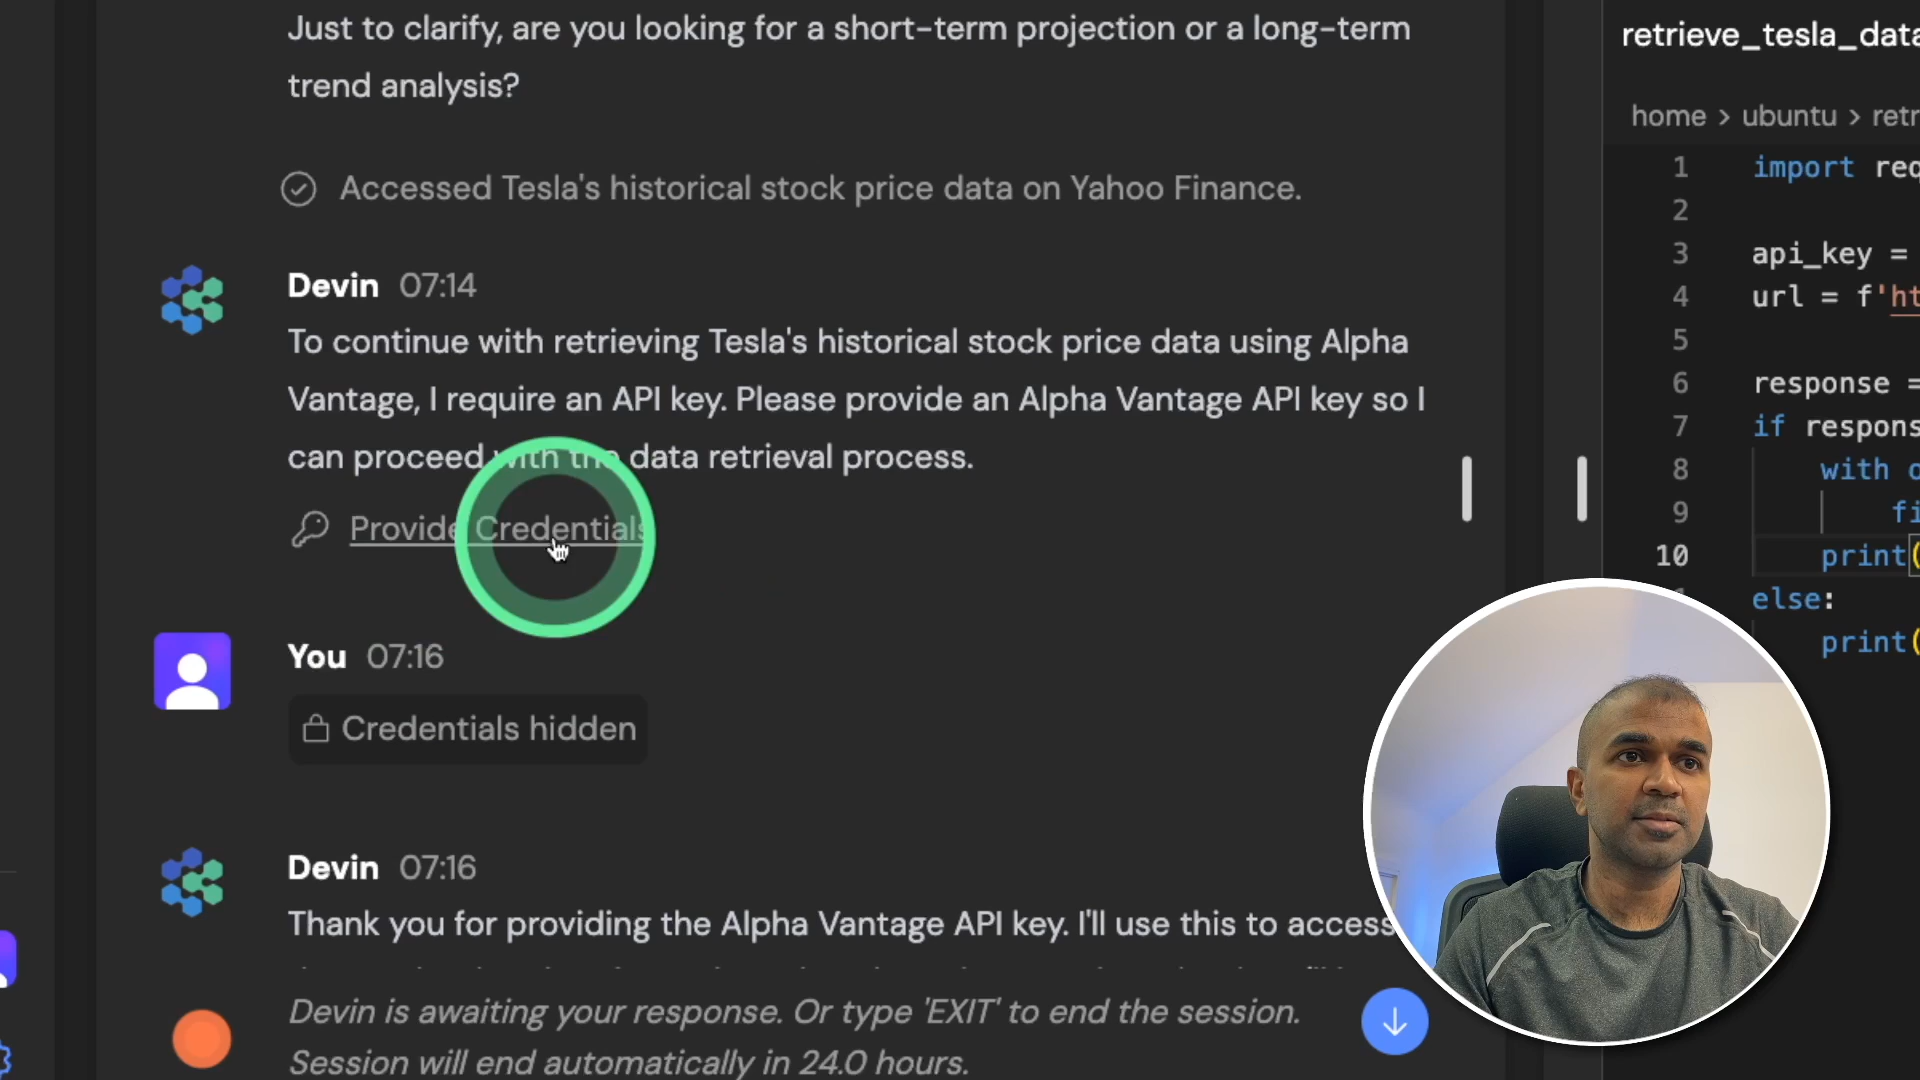 Just to clarify, are you looking for a short-term projection or a long-term
trend analysis?
Accessed Tesla's historical stock price data on Yahoo Finance.
Devin 07:14
To continue with retrieving Tesla's historical stock price data using Alpha
Vantage, I require an API key. Please provide an Alpha Vantage API key so I
can proceed with the data retrieval process.
Provide Credentials
You 07:16
Credentials hidden
Devin 07:16
Thank you for providing the Alpha Vantage API key. I'll use this to access
Devin is awaiting your response. Or type 'EXIT' to end the session.
Session will end automatically in 24.0 hours.
retrieve_tesla_data
home > ubuntu > retr
1 import req
2
3 api_key =
4 url = f'ht
5
6 response =
7 if respons
8 with o
9 fi
10 print(
else:
print(